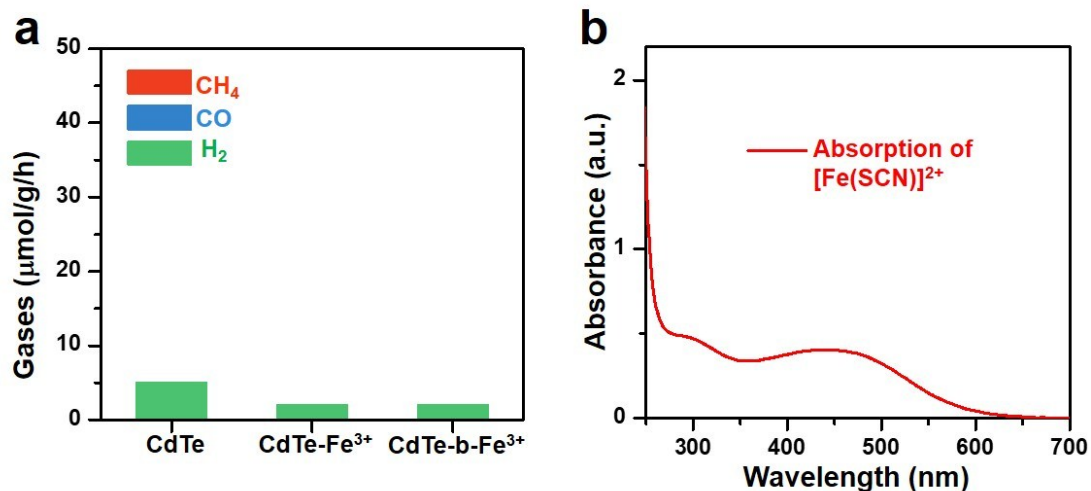 a
Gases (μmol/g/h)
50
40
30
20
10
0
CH₄
CO
H₂
CdTe
CdTe-Fe³⁺
CdTe-b-Fe³⁺
b
Absorbance (a.u.)
2
1
0
Absorption of
[Fe(SCN)]²⁺
300
400
500
600
700
Wavelength (nm)